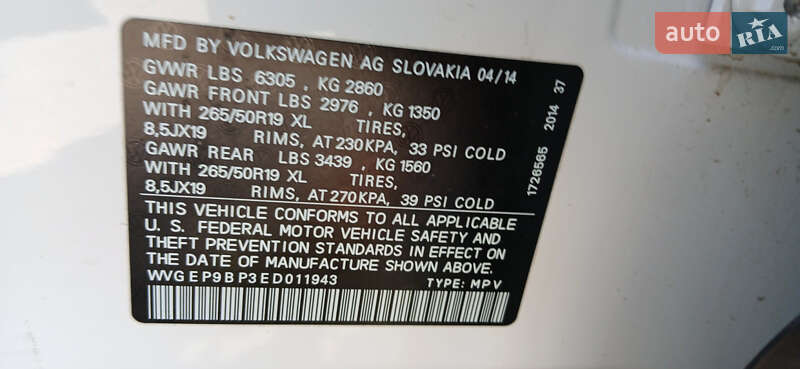 MFD BY VOLKSWAGEN AG SLOVAKIA 04/14
GVWR LBS 6305 , KG 2860
GAWR FRONT LBS 2976 , KG 1350
WITH 265/50R19 XL TIRES,
8,5JX19 RIMS, AT 230KPA, 33 PSI COLD
GAWR REAR LBS 3439 , KG 1560
WITH 265/50R19 XL TIRES,
8,5JX19 RIMS, AT 270KPA, 39 PSI COLD
THIS VEHICLE CONFORMS TO ALL APPLICABLE
U. S. FEDERAL MOTOR VEHICLE SAFETY AND
THEFT PREVENTION STANDARDS IN EFFECT ON
THE DATE OF MANUFACTURE SHOWN ABOVE.
WVGEP9BP3ED011943 TYPE: MPV
1726565 2014 37
auto RIA.com